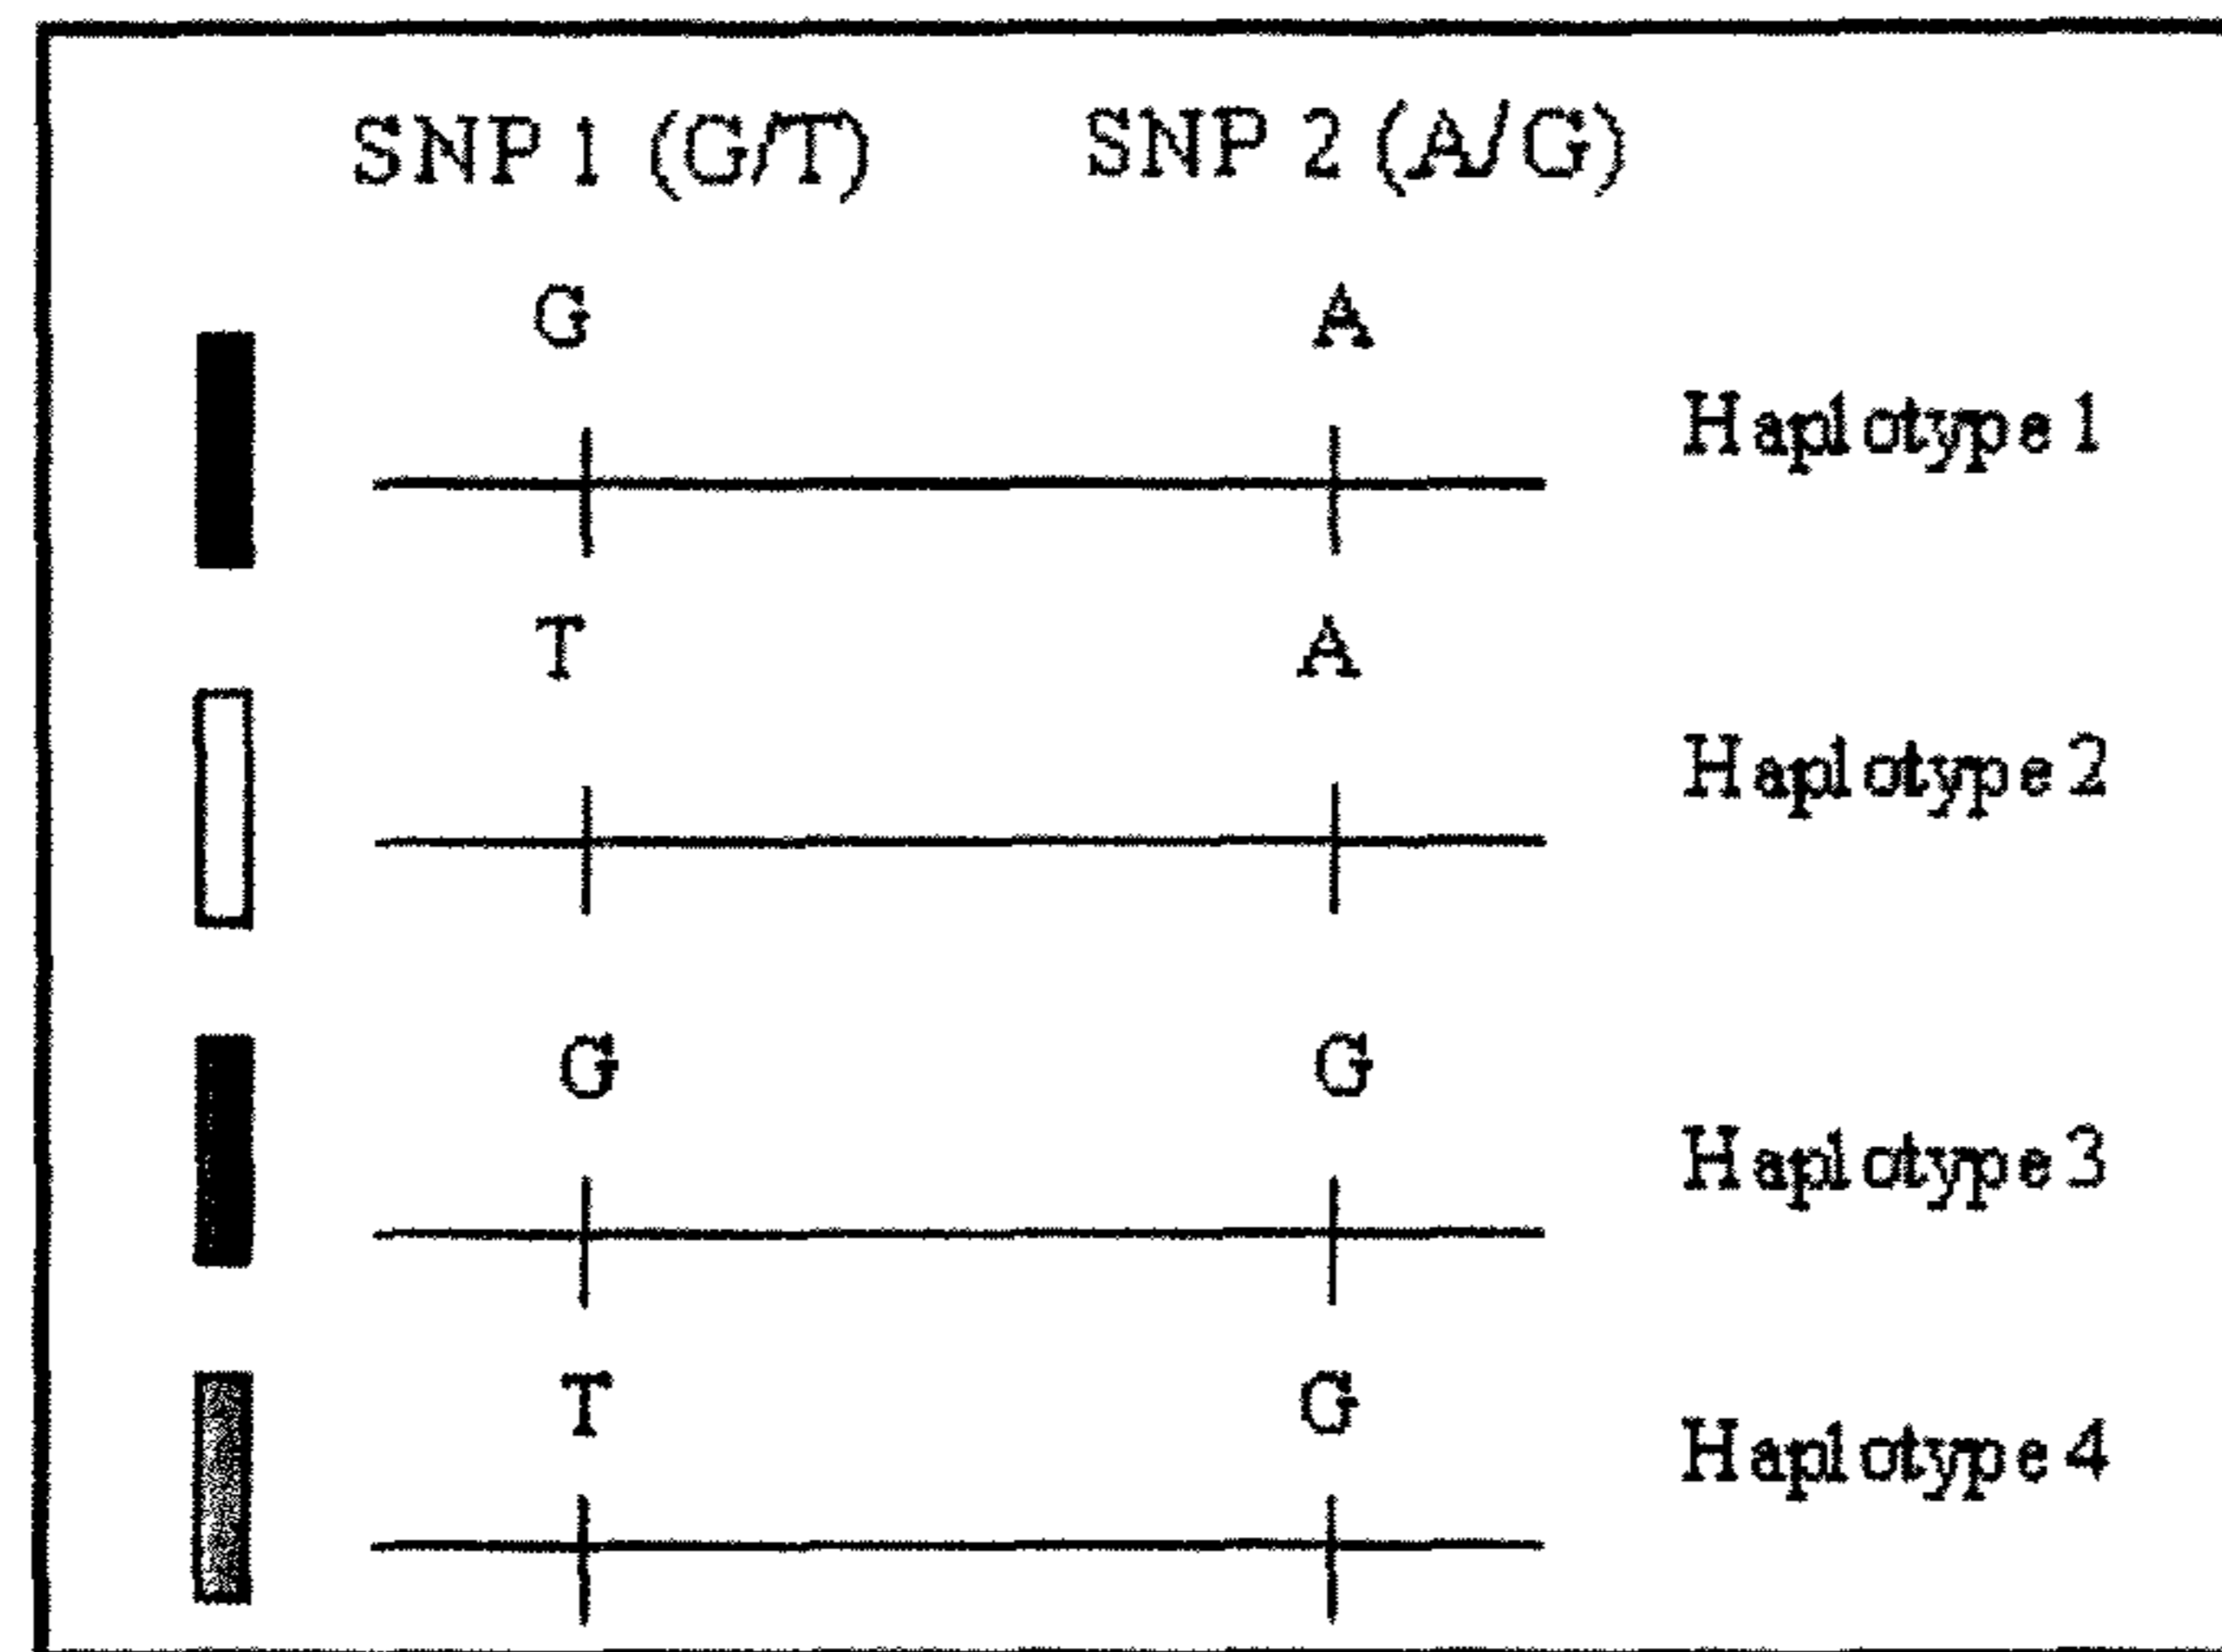 SNP 1 (G/T) SNP 2 (A/G)
G A
Haplotype 1
T A
Haplotype 2
G G
Haplotype 3
T G
Haplotype 4